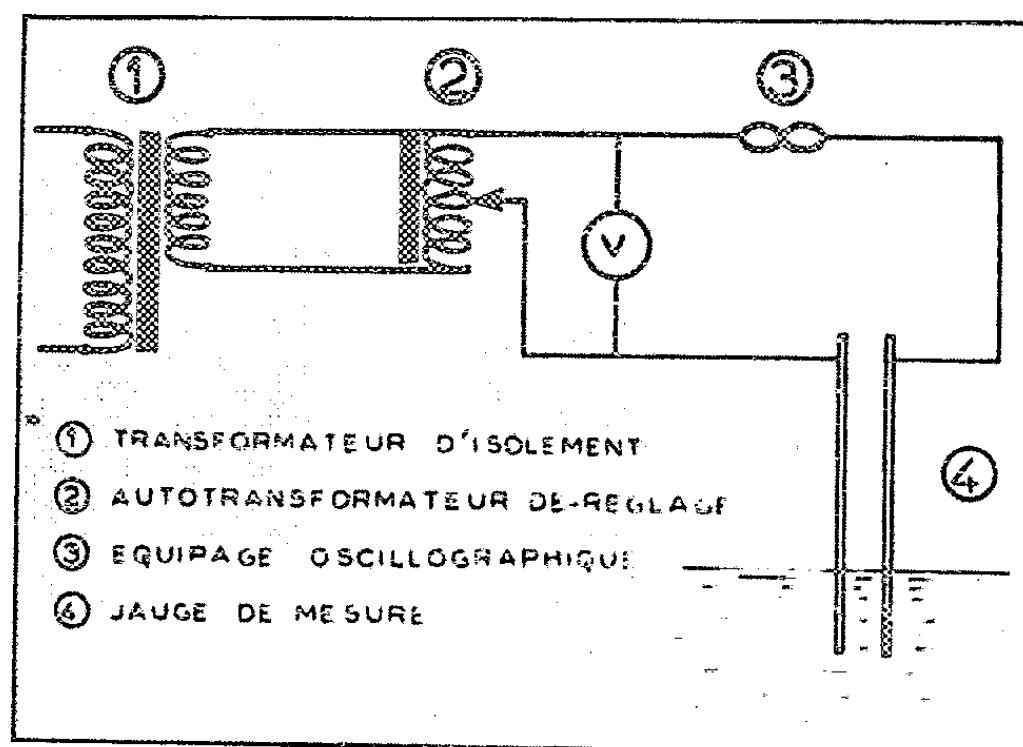 1 2 3
V
4
1 TRANSFORMATEUR D'ISOLEMENT
2 AUTOTRANSFORMATEUR DE-REGLAGE
3 EQUIPAGE OSCILLOGRAPHIQUE
4 JAUGE DE MESURE